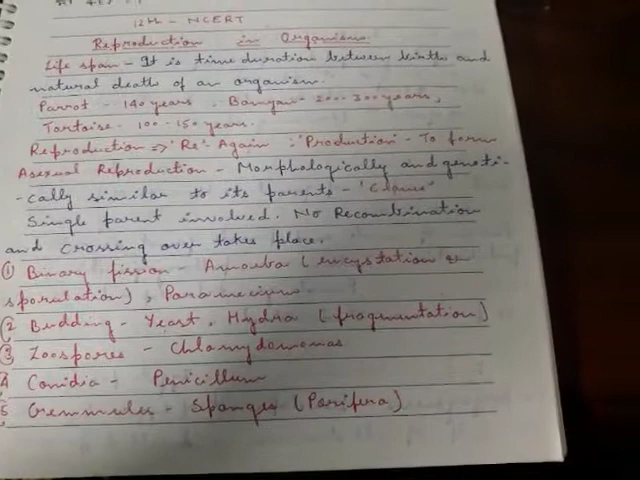 12th - NCERT
Reproduction in Organisms
Life span - It is time duration between birth and
natural death of an organism.
Parrot - 140 years, Banyan - 200-300 years,
Tortoise - 100-150 years.
Reproduction => 'Re'- Again : 'Production' - To form
Asexual Reproduction - Morphologically and geneti-
-cally similar to its parents - 'Clones'
Single parent involved. No Recombination
and crossing over takes place.
① Binary fission - Amoeba (encystation &
sporulation), Paramecium.
② Budding - Yeast, Hydra (fragmentation)
③ Zoospores - Chlamydomonas
4 Conidia - Penicillum
5 Gemmules - Sponges (Porifera)